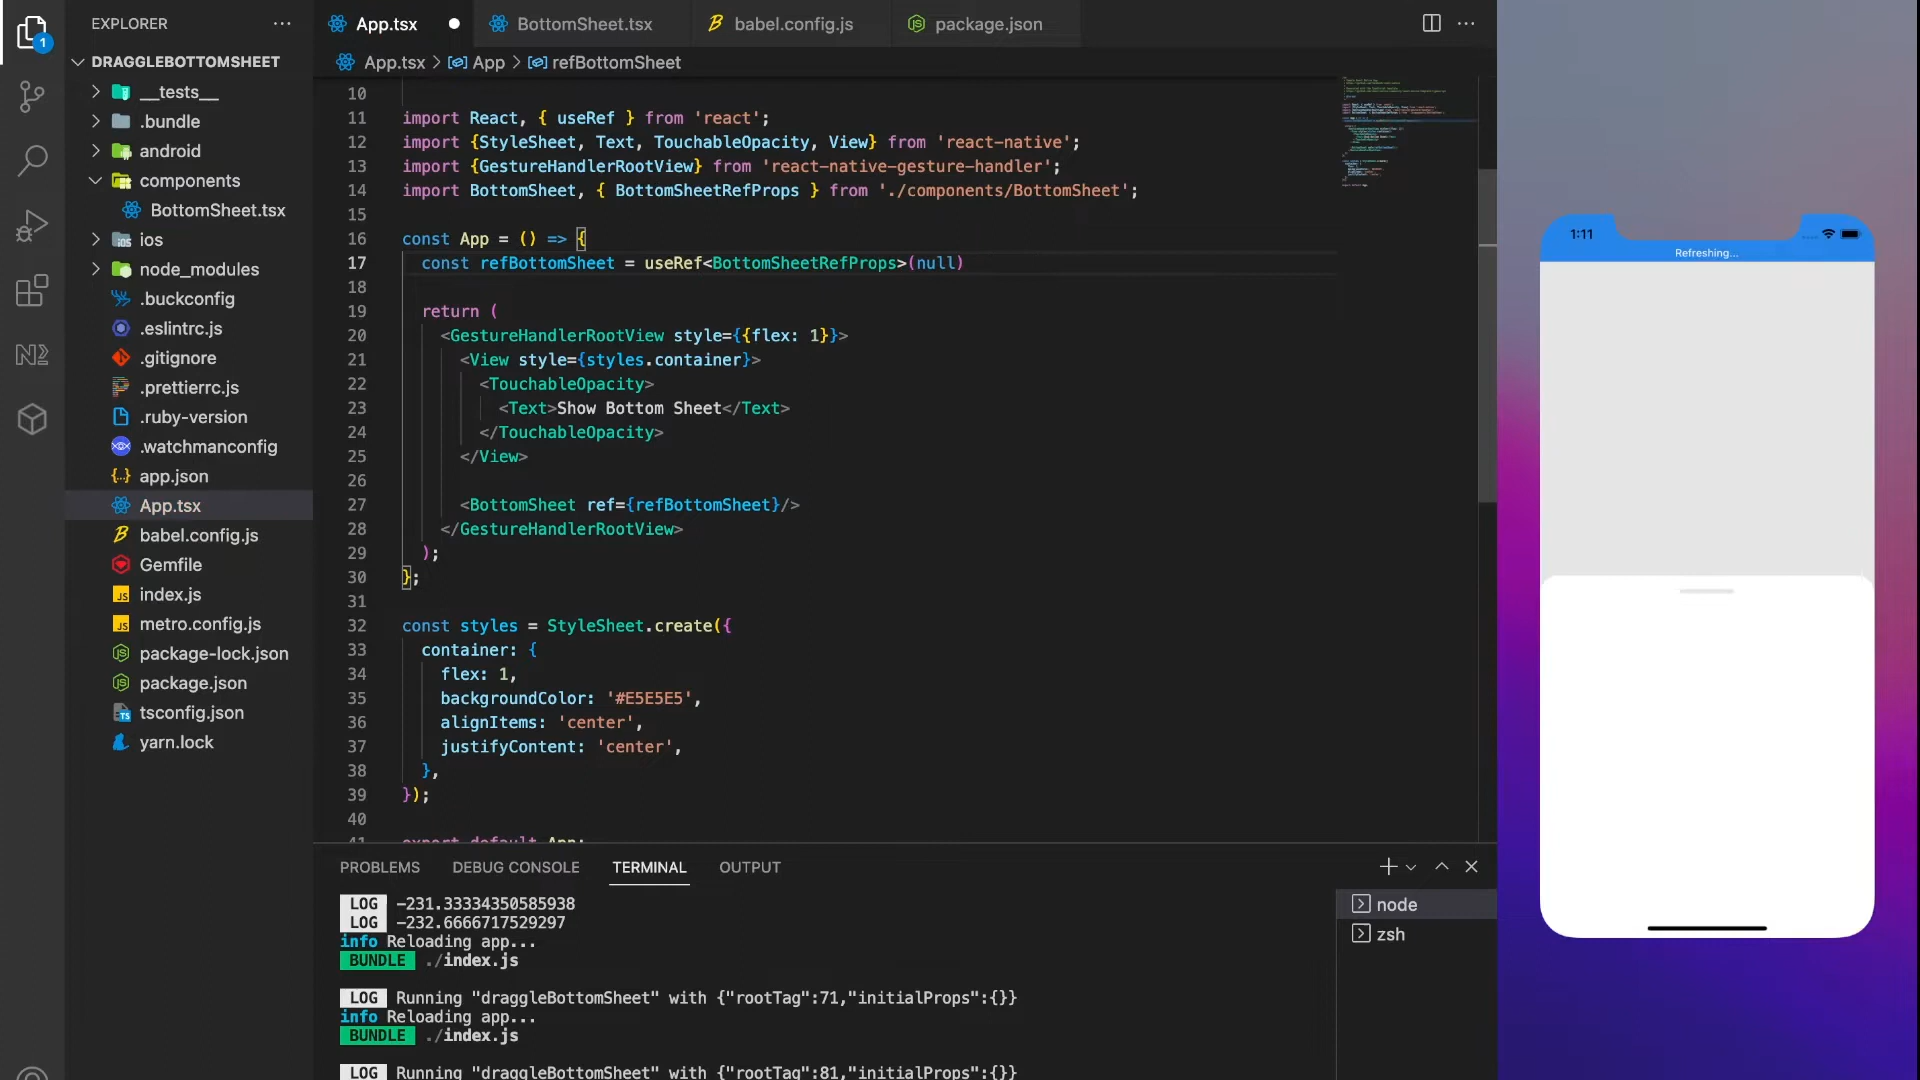 EXPLORER
DRAGGLEBOTTOMSHEET
__tests__
.bundle
android
components
BottomSheet.tsx
ios
node_modules
.buckconfig
.eslintrc.js
.gitignore
.prettierrc.js
.ruby-version
.watchmanconfig
app.json
App.tsx
babel.config.js
Gemfile
index.js
metro.config.js
package-lock.json
package.json
tsconfig.json
yarn.lock
1
App.tsx
BottomSheet.tsx
babel.config.js
package.json
App.tsx > App > refBottomSheet
10
11 import React, { useRef } from 'react';
12 import {StyleSheet, Text, TouchableOpacity, View} from 'react-native';
13 import {GestureHandlerRootView} from 'react-native-gesture-handler';
14 import BottomSheet, { BottomSheetRefProps } from './components/BottomSheet';
15
16 const App = () => {
17 const refBottomSheet = useRef<BottomSheetRefProps>(null)
18
19 return (
20 <GestureHandlerRootView style={{flex: 1}}>
21 <View style={styles.container}>
22 <TouchableOpacity>
23 <Text>Show Bottom Sheet</Text>
24 </TouchableOpacity>
25 </View>
26
27 <BottomSheet ref={refBottomSheet}/>
28 </GestureHandlerRootView>
29 );
30 };
31
32 const styles = StyleSheet.create({
33 container: {
34 flex: 1,
35 backgroundColor: '#E5E5E5',
36 alignItems: 'center',
37 justifyContent: 'center',
38 },
39 });
40
41 export default App;
PROBLEMS DEBUG CONSOLE TERMINAL OUTPUT
LOG -231.33334350585938
LOG -232.6666717529297
info Reloading app...
BUNDLE ./index.js
LOG Running "draggleBottomSheet" with {"rootTag":71,"initialProps":{}}
info Reloading app...
BUNDLE ./index.js
LOG Running "draggleBottomSheet" with {"rootTag":81,"initialProps":{}}
node
zsh
1:11
Refreshing...